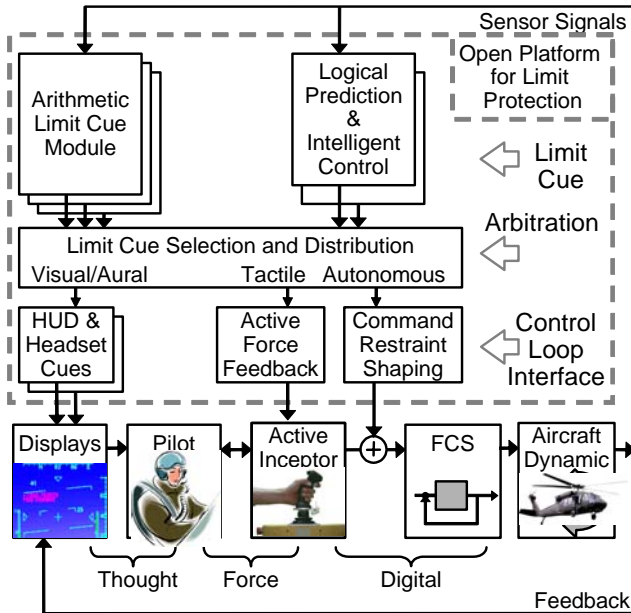 Sensor Signals
Open Platform
for Limit
Protection
Arithmetic
Limit Cue
Module
Logical
Prediction
&
Intelligent
Control
Limit
Cue
Arbitration
Limit Cue Selection and Distribution
Visual/Aural Tactile Autonomous
HUD &
Headset
Cues
Active
Force
Feedback
Command
Restraint
Shaping
Control
Loop
Interface
Displays
Pilot
Active
Inceptor
+
FCS
Aircraft
Dynamic
Thought
Force
Digital
Feedback